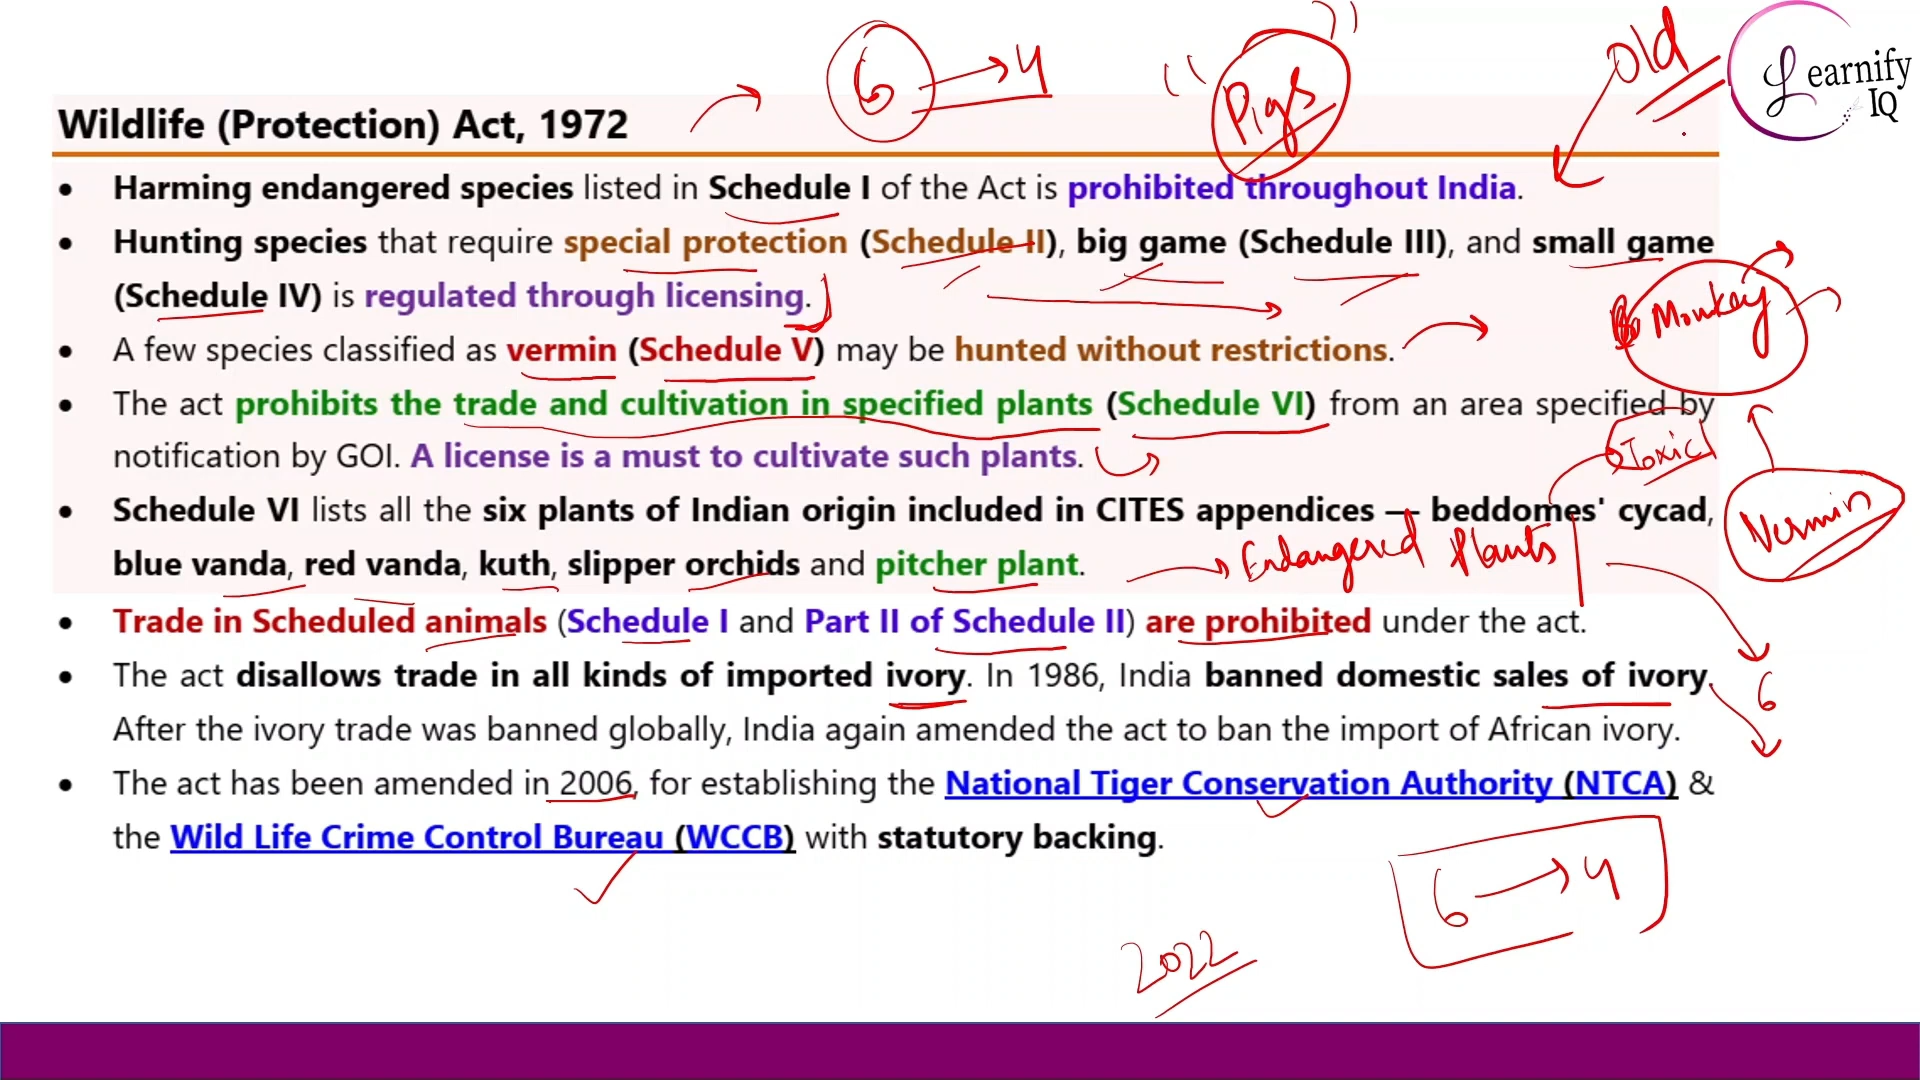 6 → 4
Pigs
Old
Learnify
IQ
Wildlife (Protection) Act, 1972
• Harming endangered species listed in Schedule I of the Act is prohibited throughout India.
• Hunting species that require special protection (Schedule II), big game (Schedule III), and small game
(Schedule IV) is regulated through licensing.
Monkey
• A few species classified as vermin (Schedule V) may be hunted without restrictions.
• The act prohibits the trade and cultivation in specified plants (Schedule VI) from an area specified by
notification by GOI. A license is a must to cultivate such plants.
Toxic
• Schedule VI lists all the six plants of Indian origin included in CITES appendices — beddomes' cycad,
Vermin
blue vanda, red vanda, kuth, slipper orchids and pitcher plant.
→ Endangered Plants
• Trade in Scheduled animals (Schedule I and Part II of Schedule II) are prohibited under the act.
• The act disallows trade in all kinds of imported ivory. In 1986, India banned domestic sales of ivory.
6
After the ivory trade was banned globally, India again amended the act to ban the import of African ivory.
• The act has been amended in 2006, for establishing the National Tiger Conservation Authority (NTCA) &
the Wild Life Crime Control Bureau (WCCB) with statutory backing.
6 → 4
2022